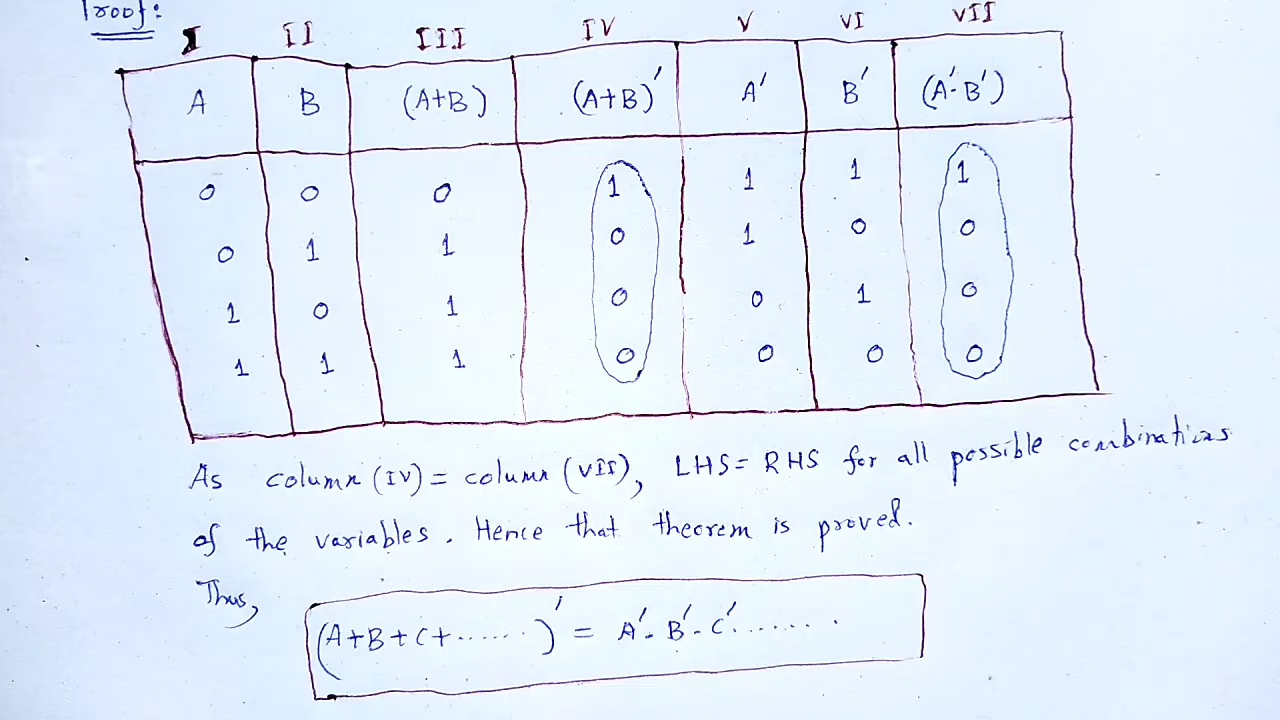 Proof:
I II III IV V VI VII
A B (A+B) (A+B)' A' B' (A'·B')
0 0 0 1 1 1 1
0 1 1 0 1 0 0
1 0 1 0 0 1 0
1 1 1 0 0 0 0
As column (IV) = column (VII), LHS = RHS for all possible combinations
of the variables. Hence that theorem is proved.
Thus,
(A+B+C+......)' = A'·B'·C'........